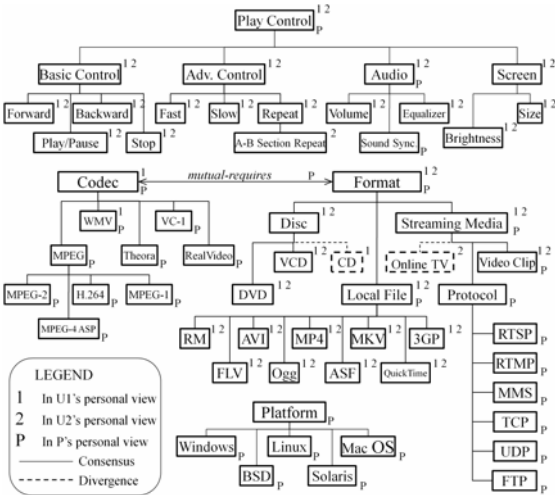 1 2
Play Control
P
1 2 1 2 1 2 1 2
Basic Control Adv. Control Audio Screen
P
1 2 1 2 1 2 1 2 1 2 1 2 1 2 1 2
Forward Backward Fast Slow Repeat Volume Equalizer Size
1 2 1 2 2 2 1 2
Play/Pause Stop A-B Section Repeat Sound Sync. Brightness
P
1 1 2
Codec mutual-requires P Format
P P
1 1 2 1 2
WMV VC-1 Disc Streaming Media
P P P
1 2 1 2
MPEG Theora RealVideo VCD CD Online TV Video Clip
P P P P
1 2 1 2
MPEG-2 H.264 MPEG-1 DVD Local File Protocol
P P P P P
MPEG-4 ASP
P
1 2 1 2 1 2 1 2 1 2
RM AVI MP4 MKV 3GP RTSP
P
1 2 1 2 1 2 1 2
FLV Ogg ASF QuickTime RTMP
P
LEGEND
1 In U1's personal view
2 In U2's personal view
P In P's personal view
Consensus
Divergence
Platform
P
Windows Linux Mac OS
P P P
BSD Solaris
P P
MMS
P
TCP
P
UDP
P
FTP
P